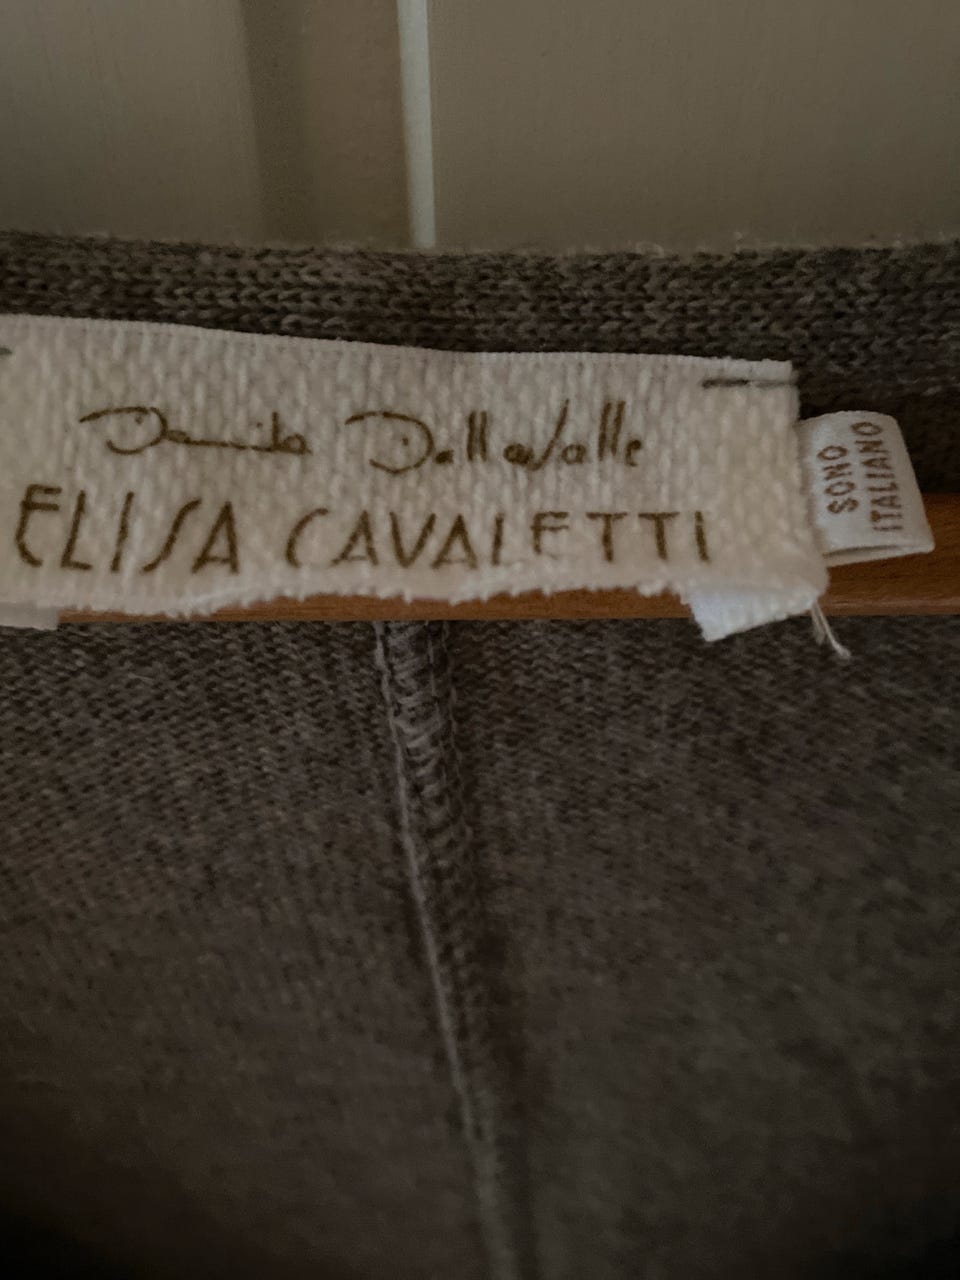 Daniela Dallavalle
ELISA CAVALETTI
SONO
ITALIANO